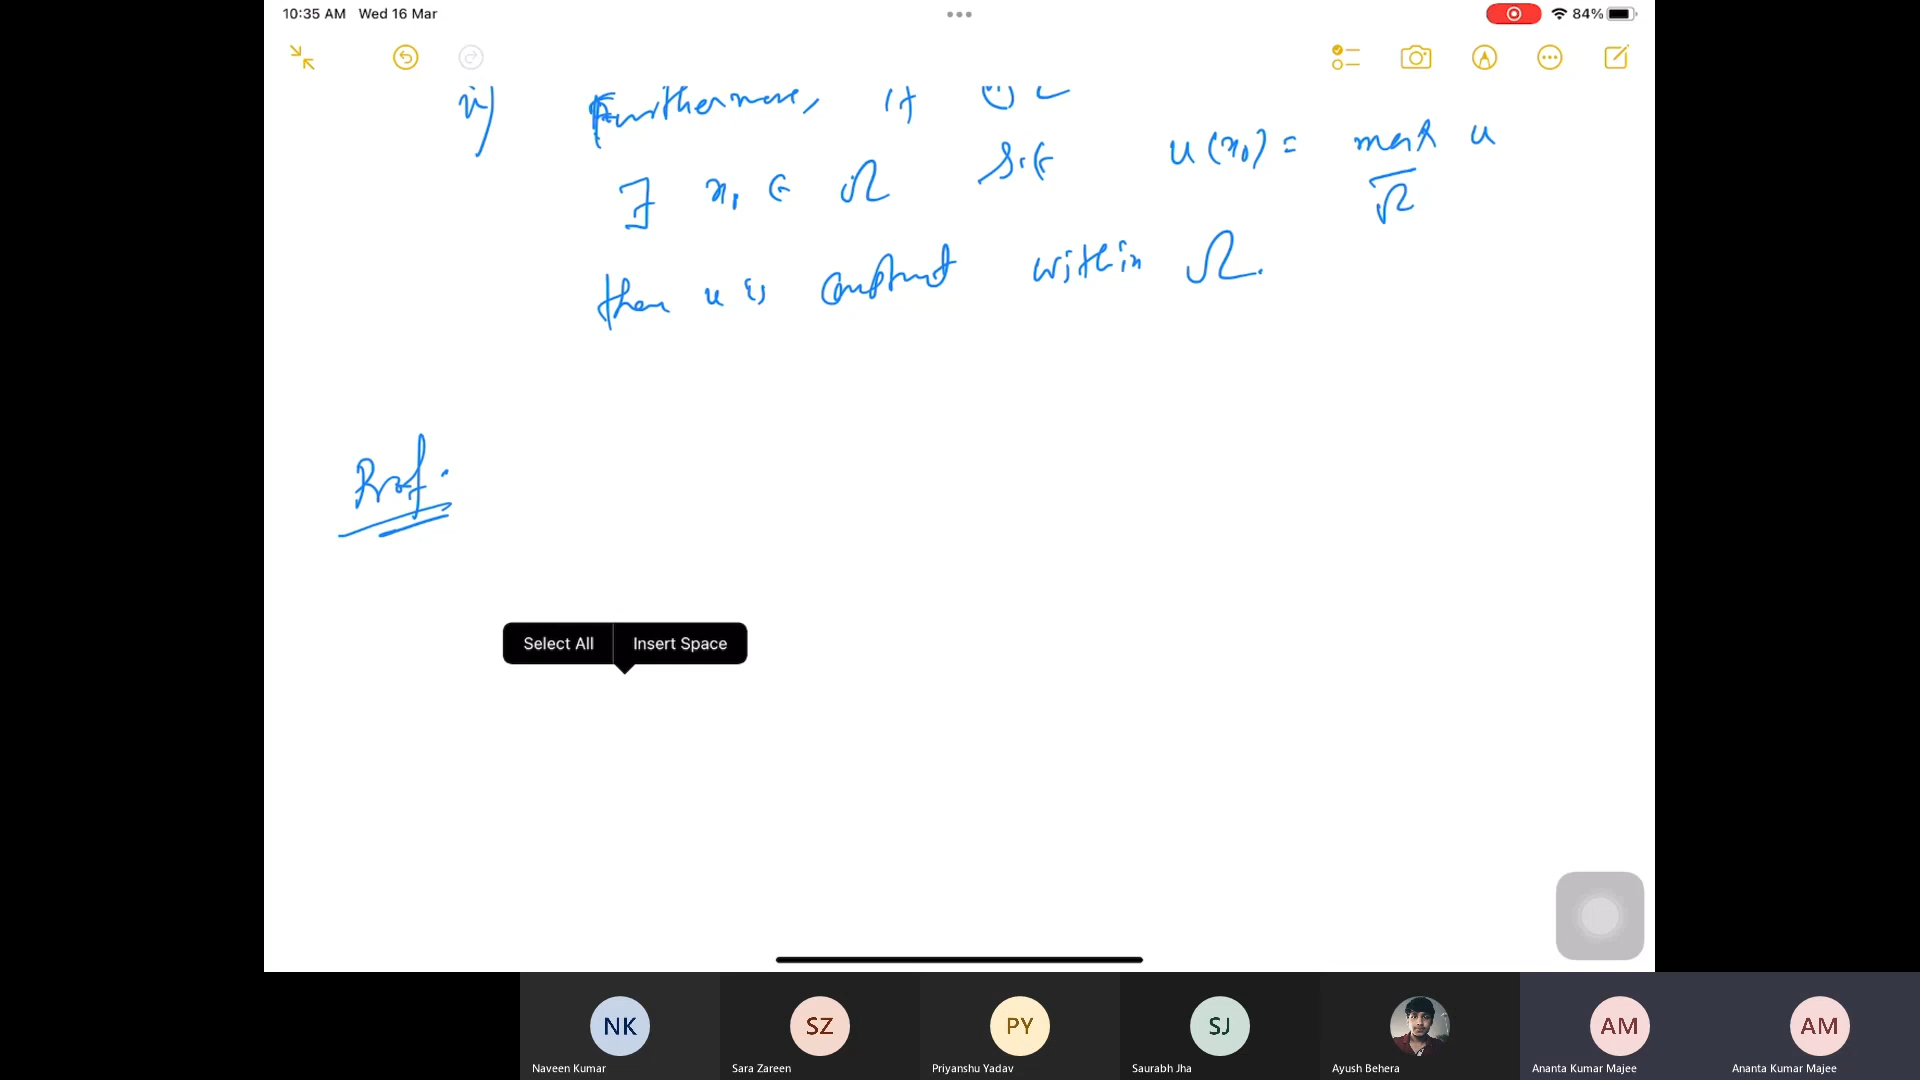 10:35 AM Wed 16 Mar
84%
ii) Furthermore, if
∃ x₁ ∈ Ω s.t u(x₀) = max u
Ω̅
then u is constant within Ω.
Proof:
Select All Insert Space
NK SZ PY SJ AM AM
Naveen Kumar Sara Zareen Priyanshu Yadav Saurabh Jha Ayush Behera Ananta Kumar Majee Ananta Kumar Majee